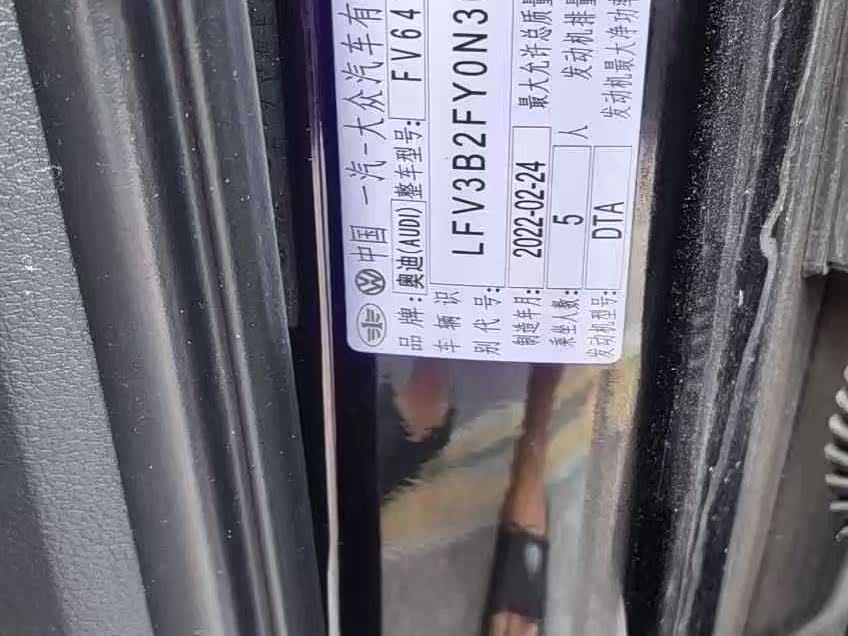 中国 一汽-大众汽车有
品牌: 奥迪(AUDI) 整车型号: FV64
车辆识
别代号: LFV3B2FY0N3
制造年月: 2022-02-24 最大允许总质量
乘坐人数: 5 人 发动机排量
发动机型号: DTA 发动机最大净功率